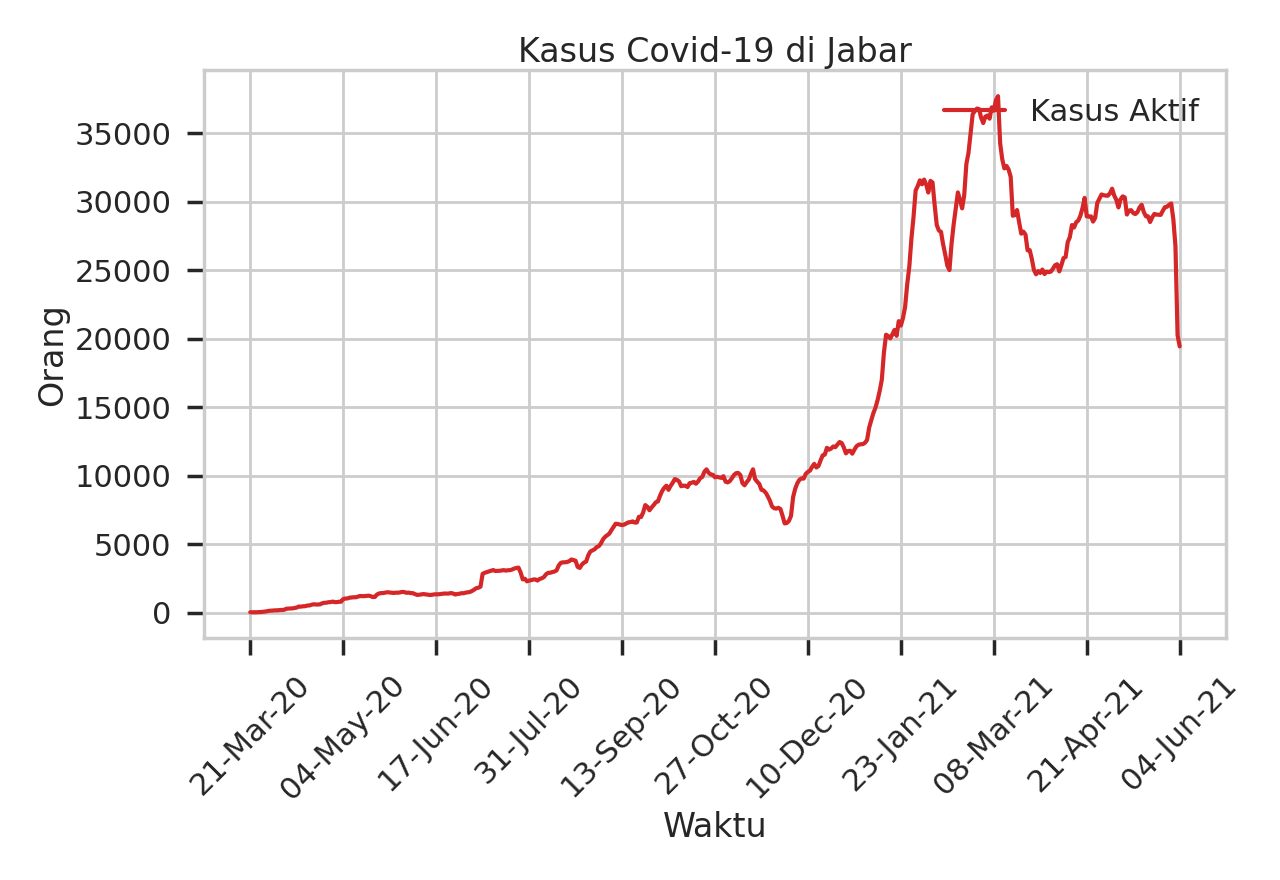 Kasus Covid-19 di Jabar
Kasus Aktif
Orang
35000
30000
25000
20000
15000
10000
5000
0
21-Mar-20
04-May-20
17-Jun-20
31-Jul-20
13-Sep-20
27-Oct-20
10-Dec-20
23-Jan-21
08-Mar-21
21-Apr-21
04-Jun-21
Waktu